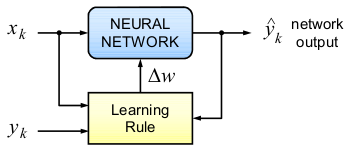 x_k
NEURAL
NETWORK
ŷ_k network
output
Δw
Learning
Rule
y_k